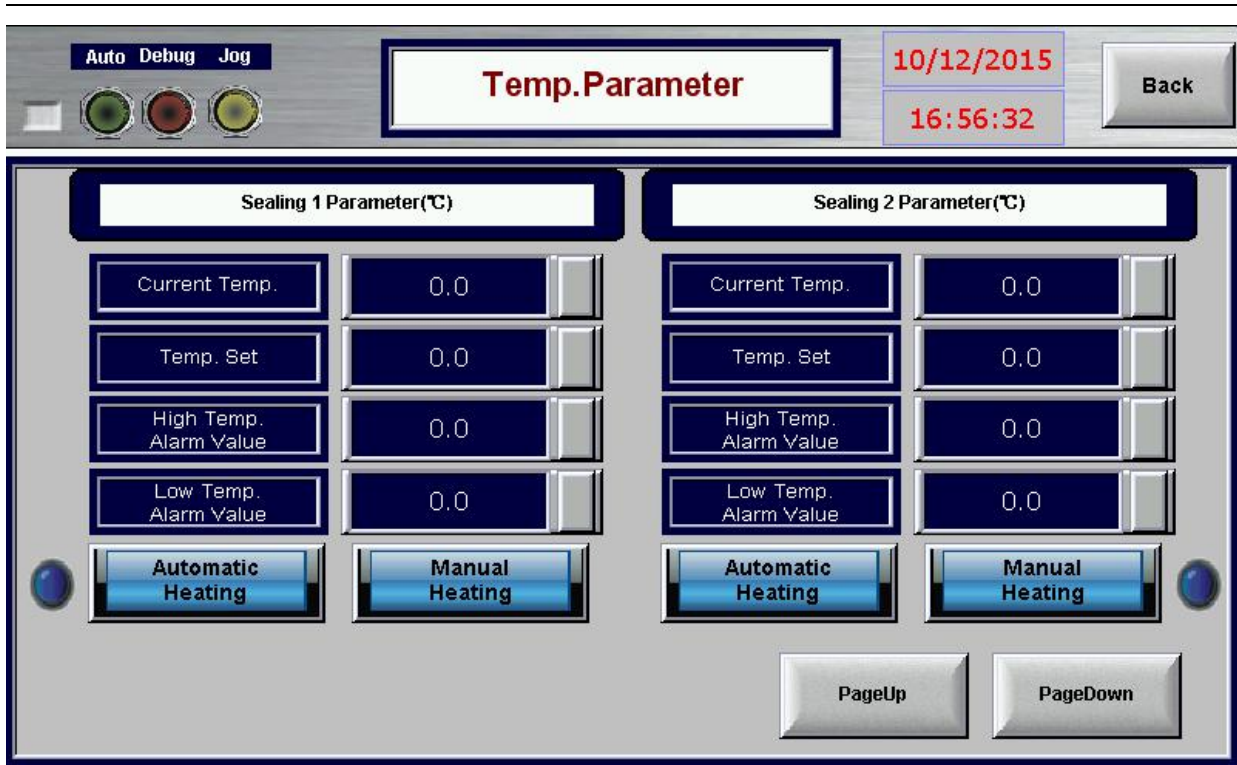 Auto Debug Jog
Temp.Parameter
10/12/2015
16:56:32
Back
Sealing 1 Parameter(℃)
Sealing 2 Parameter(℃)
Current Temp.
0.0
Current Temp.
0.0
Temp. Set
0.0
Temp. Set
0.0
High Temp.
Alarm Value
0.0
High Temp.
Alarm Value
0.0
Low Temp.
Alarm Value
0.0
Low Temp.
Alarm Value
0.0
Automatic
Heating
Manual
Heating
Automatic
Heating
Manual
Heating
PageUp
PageDown